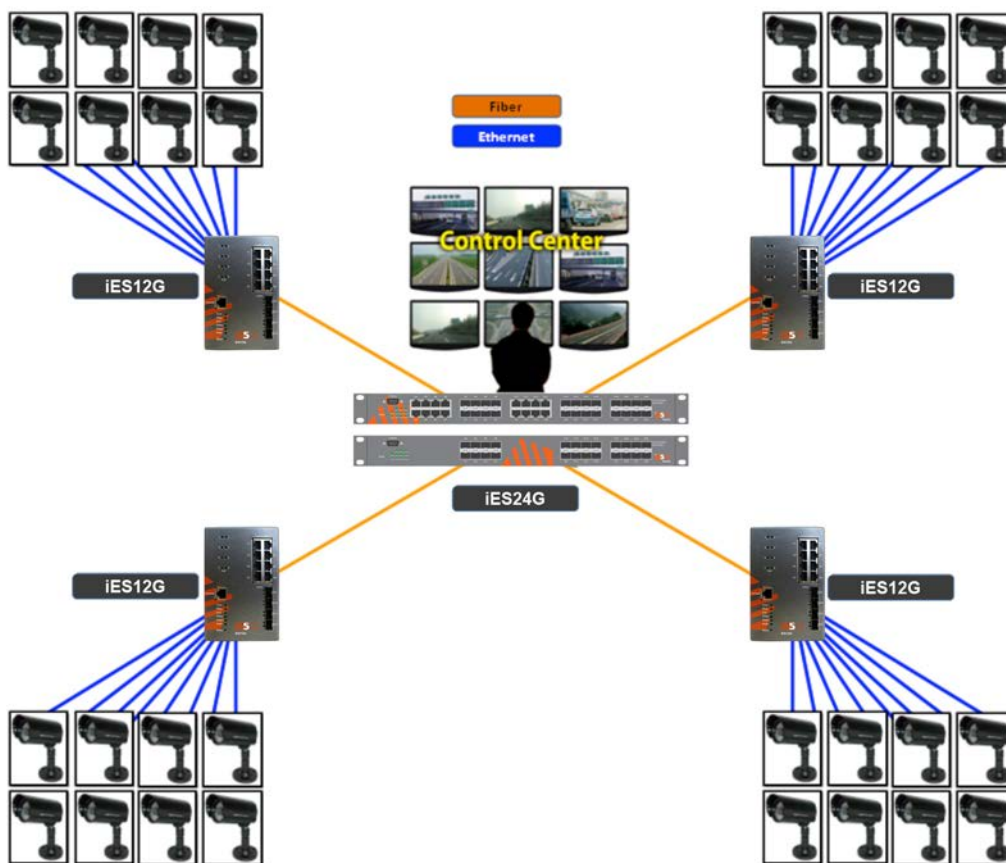 Fiber
Ethernet
Control Center
iES12G
iES12G
iES24G
iES12G
iES12G